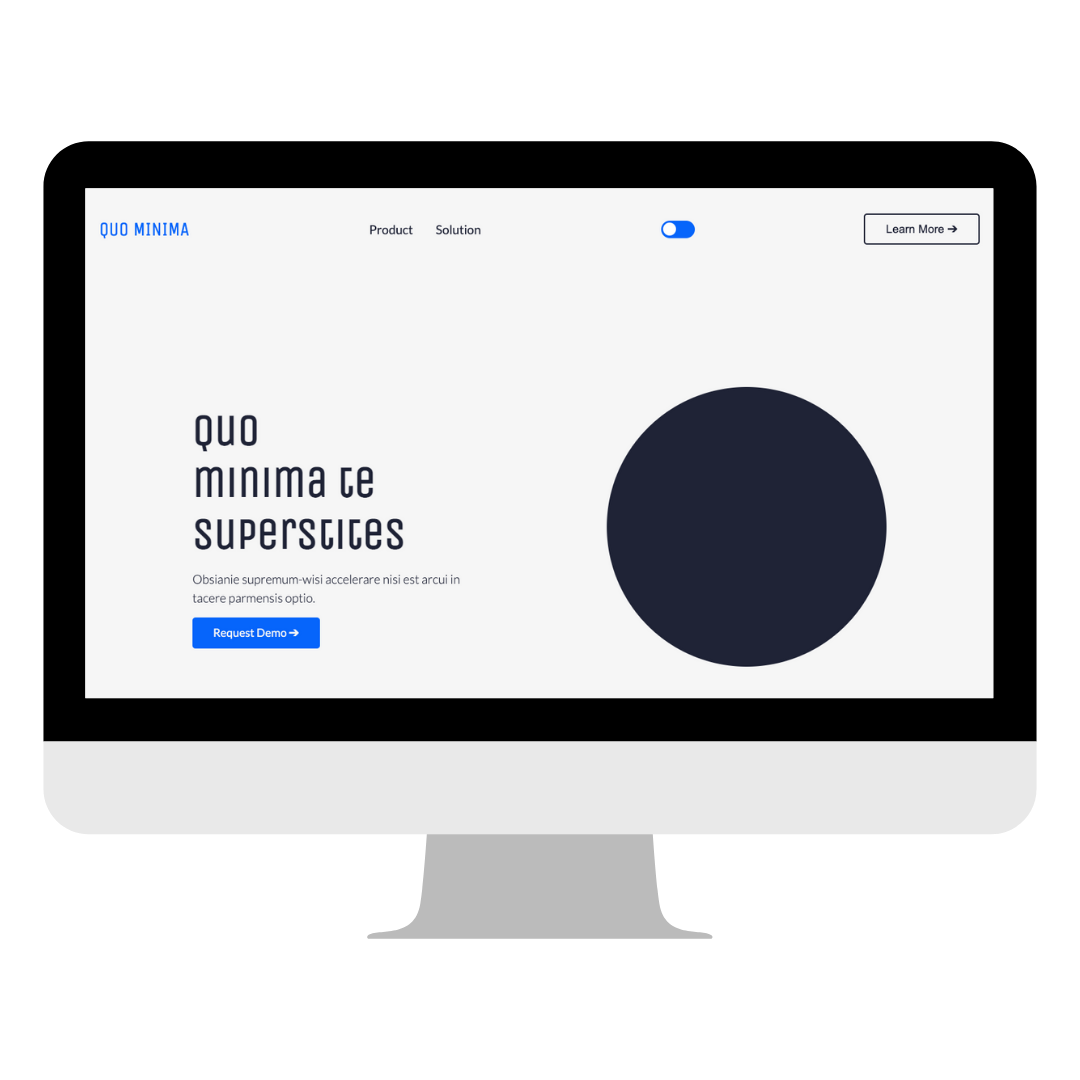 QUO MINIMA
Product Solution
Learn More ➔
Quo
minima te
superstites
Obsianie supremum-wisi accelerare nisi est arcui in
tacere parmensis optio.
Request Demo ➔